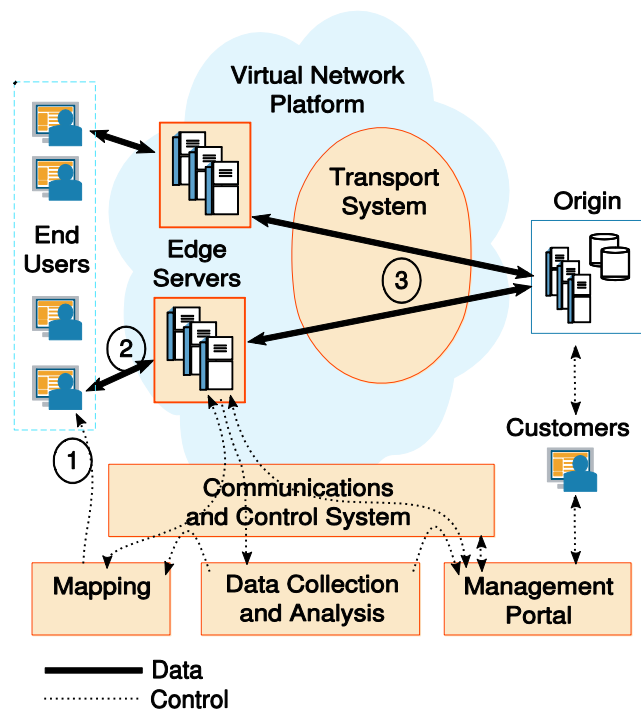 Virtual Network
Platform
Transport
System
Origin
End
Users
Edge
Servers
3
2
1
Customers
Communications
and Control System
Mapping
Data Collection
and Analysis
Management
Portal
Data
Control